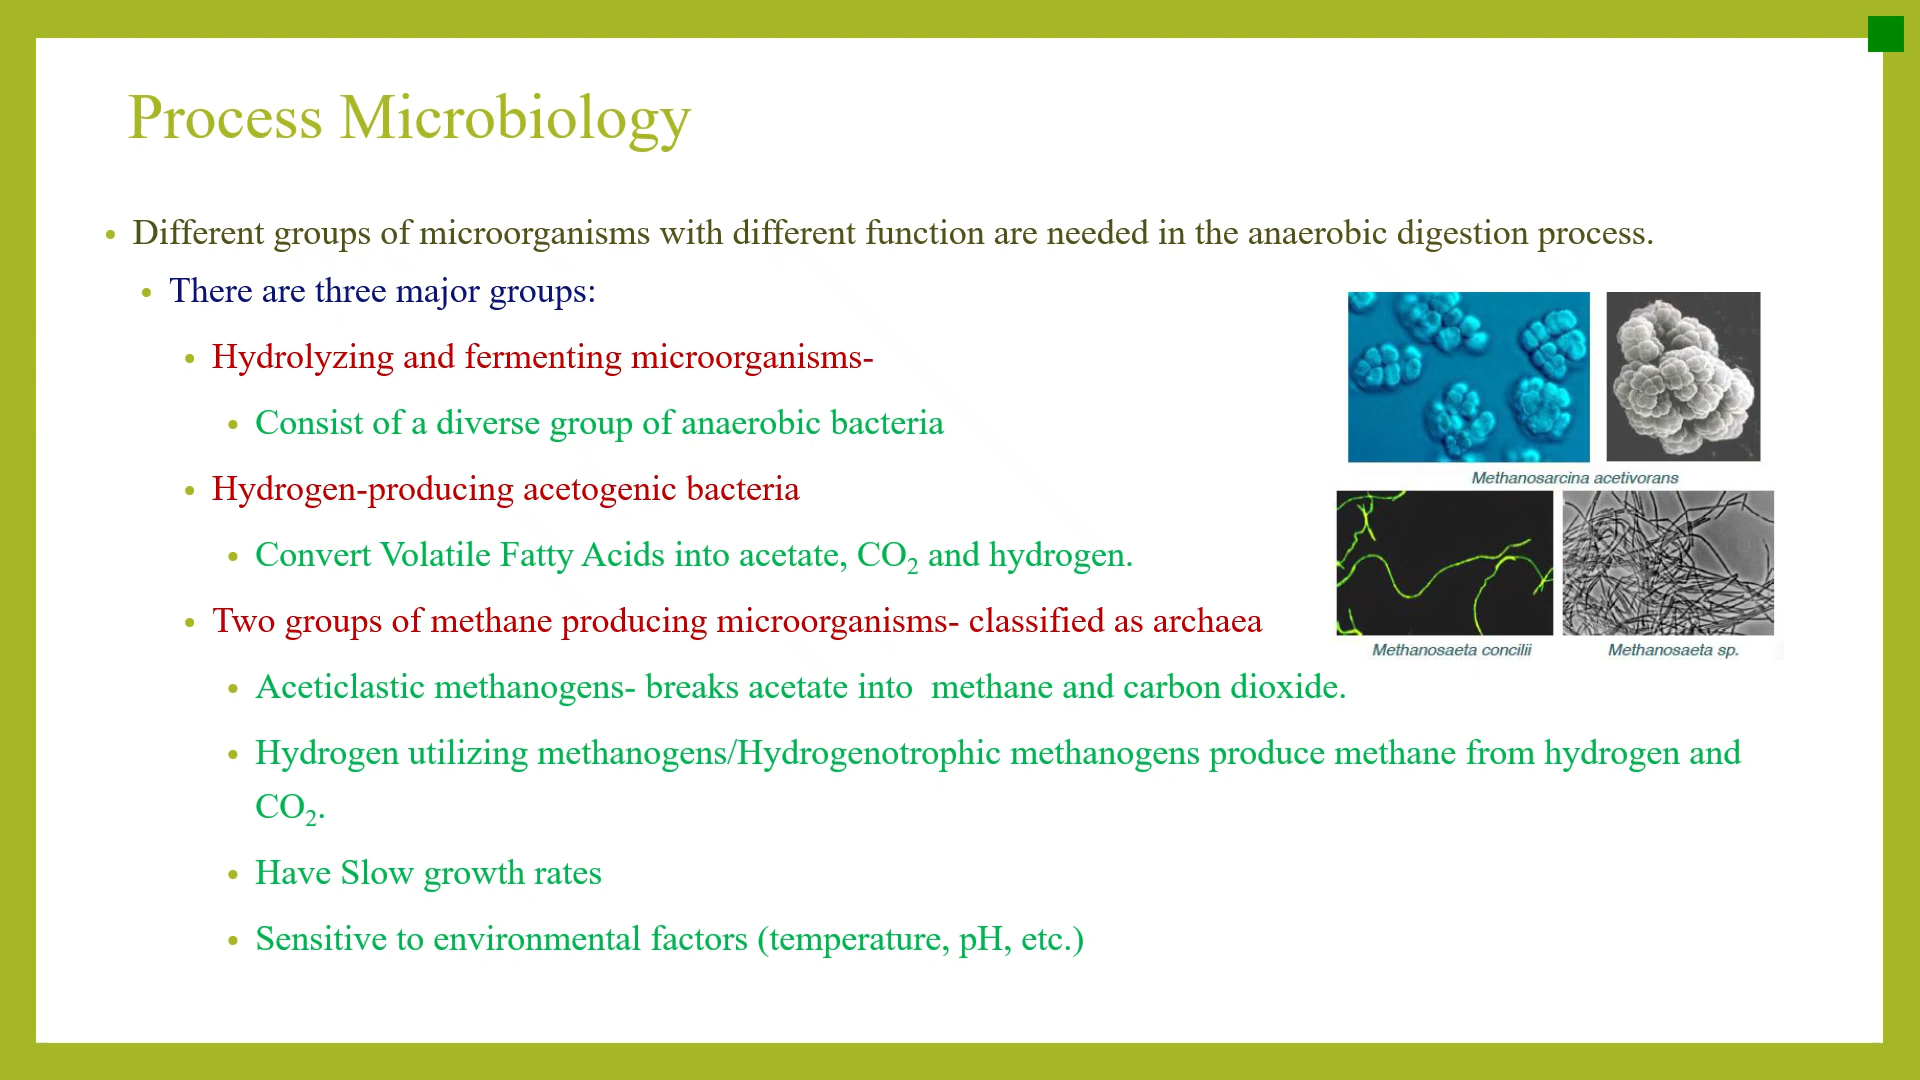 Process Microbiology
• Different groups of microorganisms with different function are needed in the anaerobic digestion process.
• There are three major groups:
• Hydrolyzing and fermenting microorganisms-
• Consist of a diverse group of anaerobic bacteria
• Hydrogen-producing acetogenic bacteria
• Convert Volatile Fatty Acids into acetate, CO₂ and hydrogen.
• Two groups of methane producing microorganisms- classified as archaea
• Aceticlastic methanogens- breaks acetate into  methane and carbon dioxide.
• Hydrogen utilizing methanogens/Hydrogenotrophic methanogens produce methane from hydrogen and
CO₂.
• Have Slow growth rates
• Sensitive to environmental factors (temperature, pH, etc.)
Methanosarcina acetivorans
Methanosaeta concilii
Methanosaeta sp.